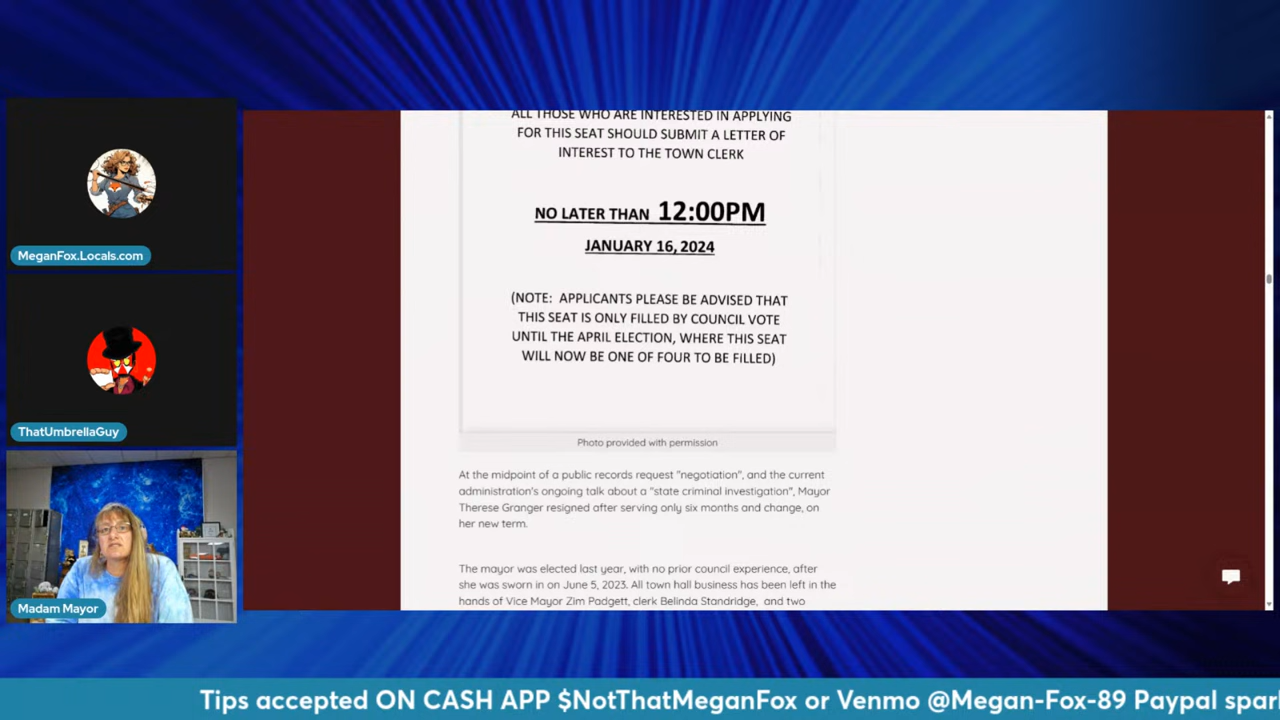 ALL THOSE WHO ARE INTERESTED IN APPLYING
FOR THIS SEAT SHOULD SUBMIT A LETTER OF
INTEREST TO THE TOWN CLERK
NO LATER THAN 12:00PM
JANUARY 16, 2024
(NOTE: APPLICANTS PLEASE BE ADVISED THAT
THIS SEAT IS ONLY FILLED BY COUNCIL VOTE
UNTIL THE APRIL ELECTION, WHERE THIS SEAT
WILL NOW BE ONE OF FOUR TO BE FILLED)
Photo provided with permission
At the midpoint of a public records request "negotiation", and the current
administration's ongoing talk about a "state criminal investigation", Mayor
Therese Granger resigned after serving only six months and change, on
her new term.
The mayor was elected last year, with no prior council experience, after
she was sworn in on June 5, 2023. All town hall business has been left in the
hands of Vice Mayor Zim Padgett, clerk Belinda Standridge, and two
MeganFox.Locals.com
ThatUmbrellaGuy
Madam Mayor
Tips accepted ON CASH APP $NotThatMeganFox or Venmo @Megan-Fox-89 Paypal spar